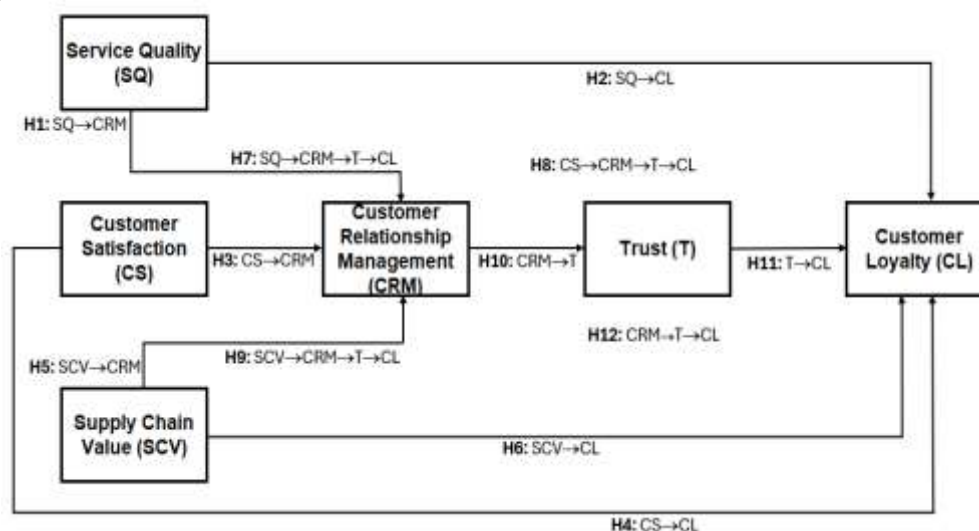 Service Quality
(SQ)
H2: SQ→CL
H1: SQ→CRM
H7: SQ→CRM→T→CL
H8: CS→CRM→T→CL
Customer
Satisfaction
(CS)
H3: CS→CRM
Customer
Relationship
Management
(CRM)
H10: CRM→T
Trust (T)
H11: T→CL
Customer
Loyalty (CL)
H12: CRM→T→CL
H9: SCV→CRM→T→CL
H5: SCV→CRM
Supply Chain
Value (SCV)
H6: SCV→CL
H4: CS→CL